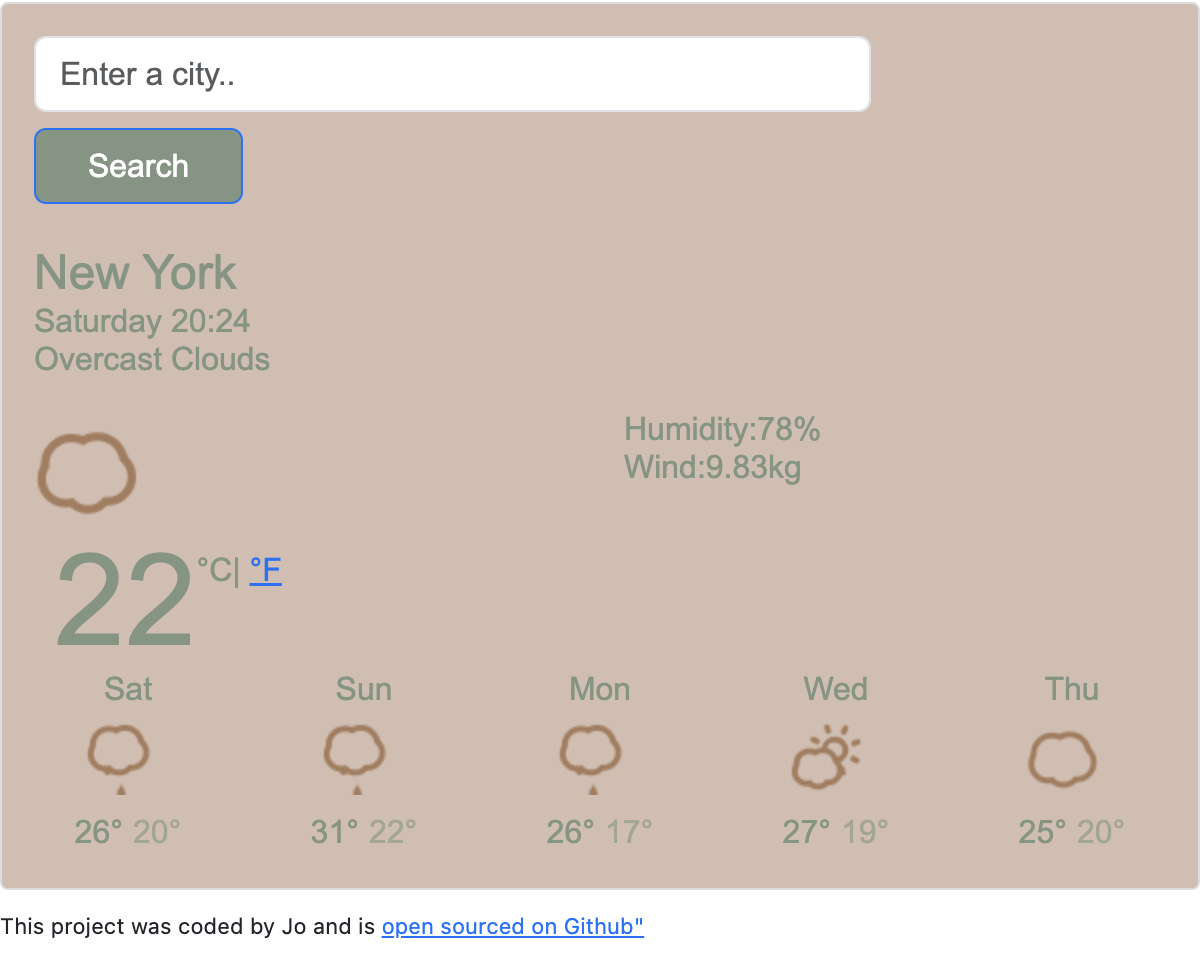 Enter a city..
Search
New York
Saturday 20:24
Overcast Clouds
Humidity:78%
Wind:9.83kg
22 °C| °F
Sat Sun Mon Wed Thu
26° 20° 31° 22° 26° 17° 27° 19° 25° 20°
This project was coded by Jo and is open sourced on Github"